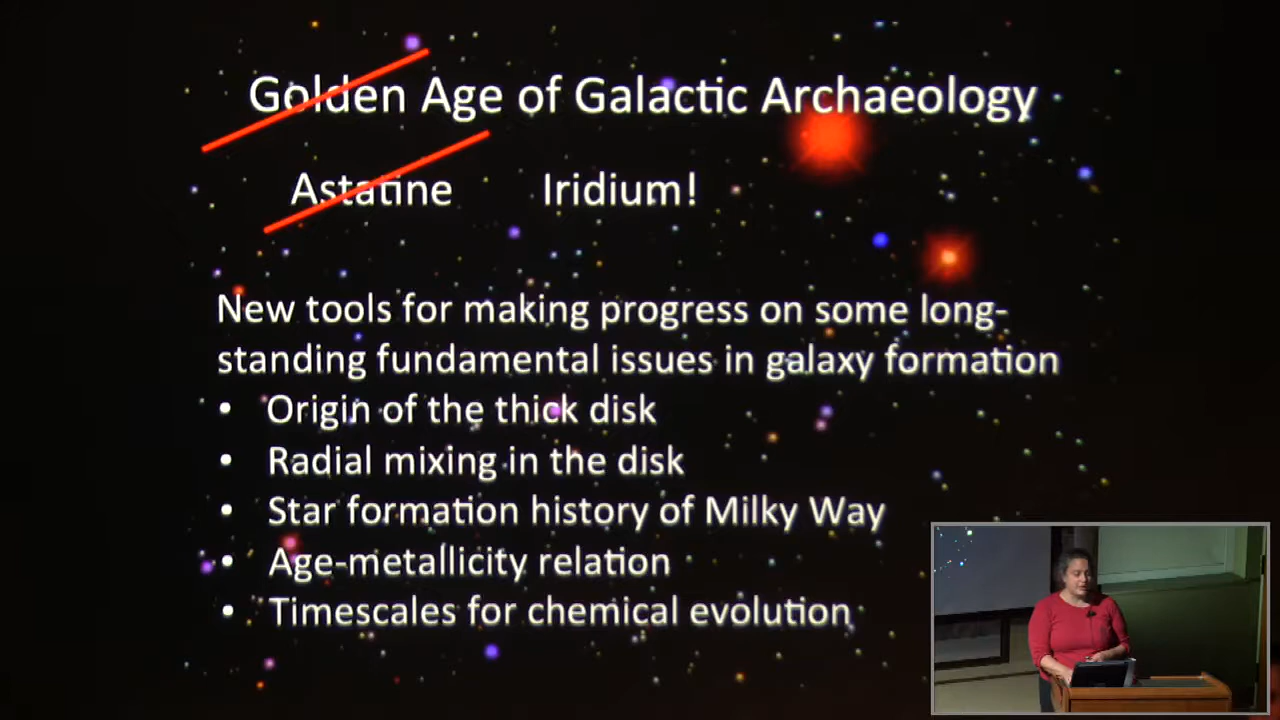 Golden Age of Galactic Archaeology
Astatine Iridium!
New tools for making progress on some long-
standing fundamental issues in galaxy formation
• Origin of the thick disk
• Radial mixing in the disk
• Star formation history of Milky Way
• Age-metallicity relation
• Timescales for chemical evolution